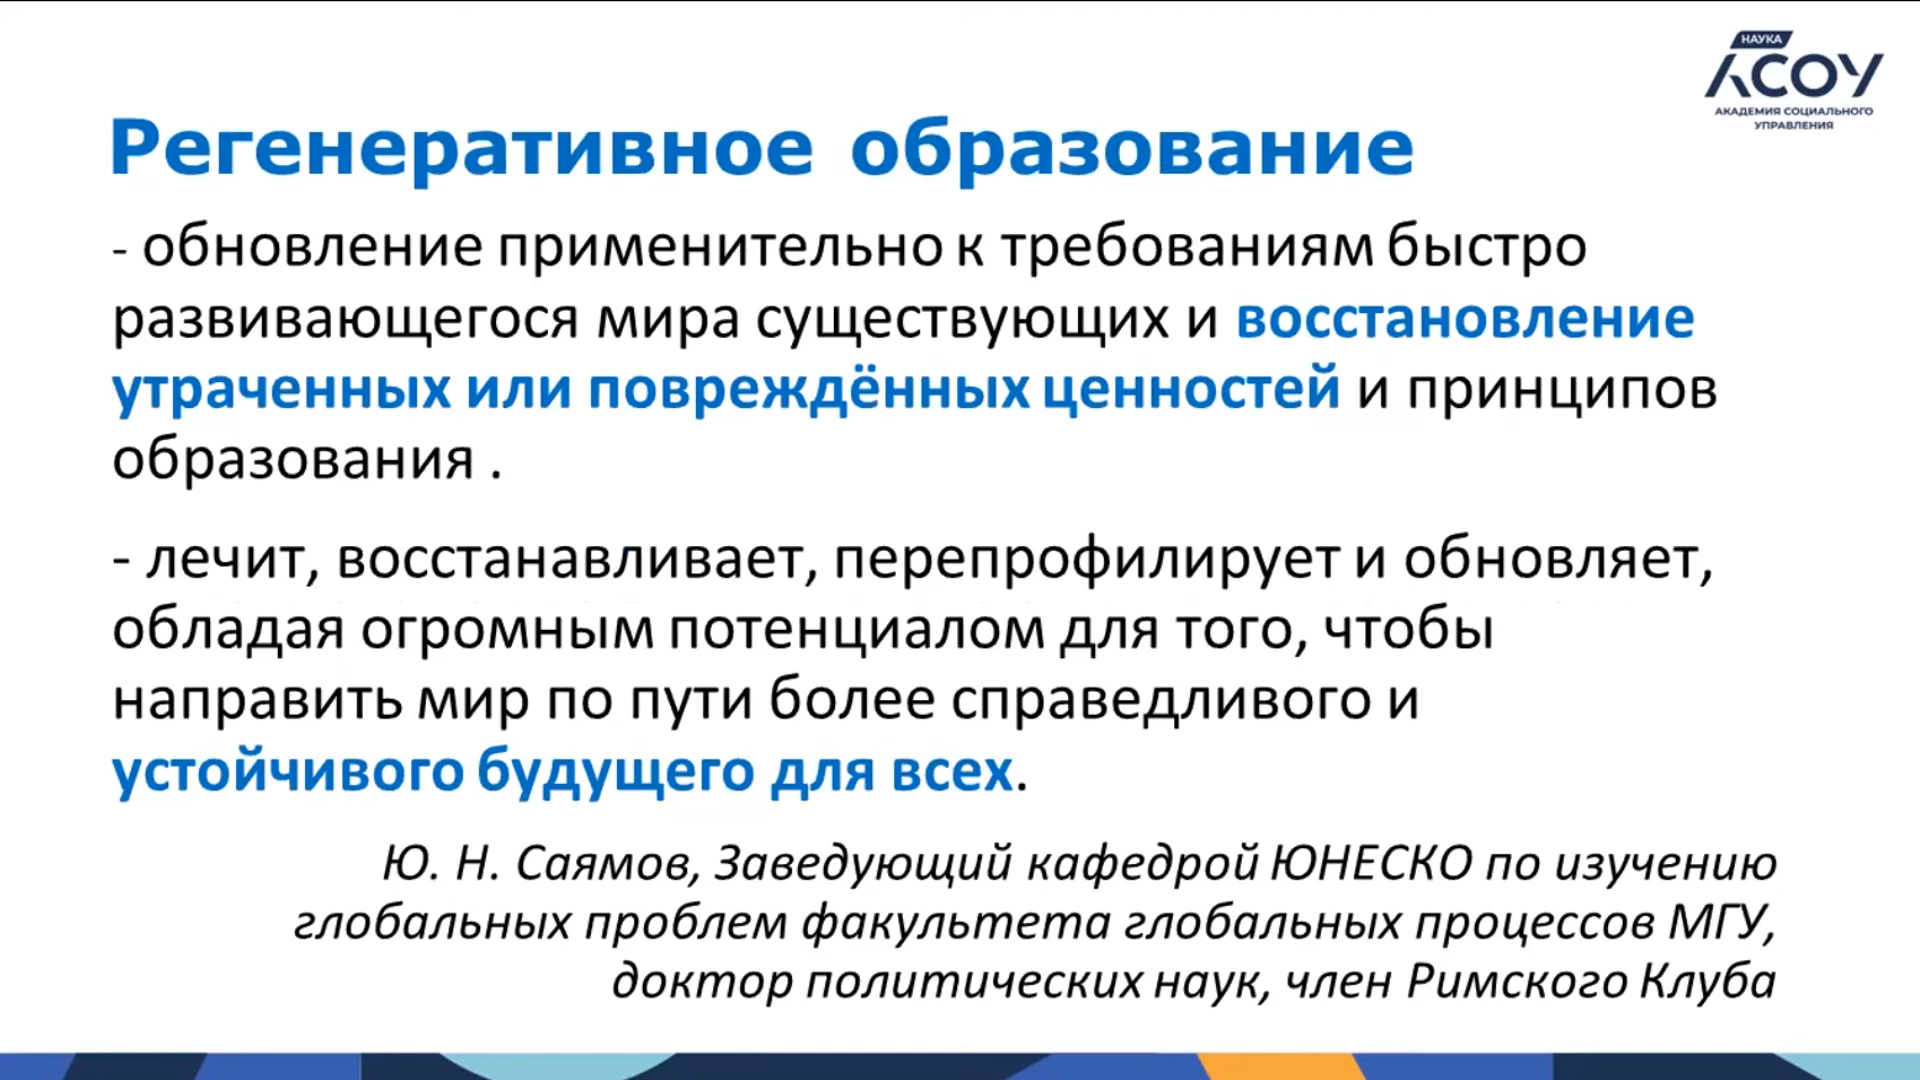 НАУКА
АСОУ
АКАДЕМИЯ СОЦИАЛЬНОГО
УПРАВЛЕНИЯ
Регенеративное образование
- обновление применительно к требованиям быстро
развивающегося мира существующих и восстановление
утраченных или повреждённых ценностей и принципов
образования .
- лечит, восстанавливает, перепрофилирует и обновляет,
обладая огромным потенциалом для того, чтобы
направить мир по пути более справедливого и
устойчивого будущего для всех.
Ю. Н. Саямов, Заведующий кафедрой ЮНЕСКО по изучению
глобальных проблем факультета глобальных процессов МГУ,
доктор политических наук, член Римского Клуба